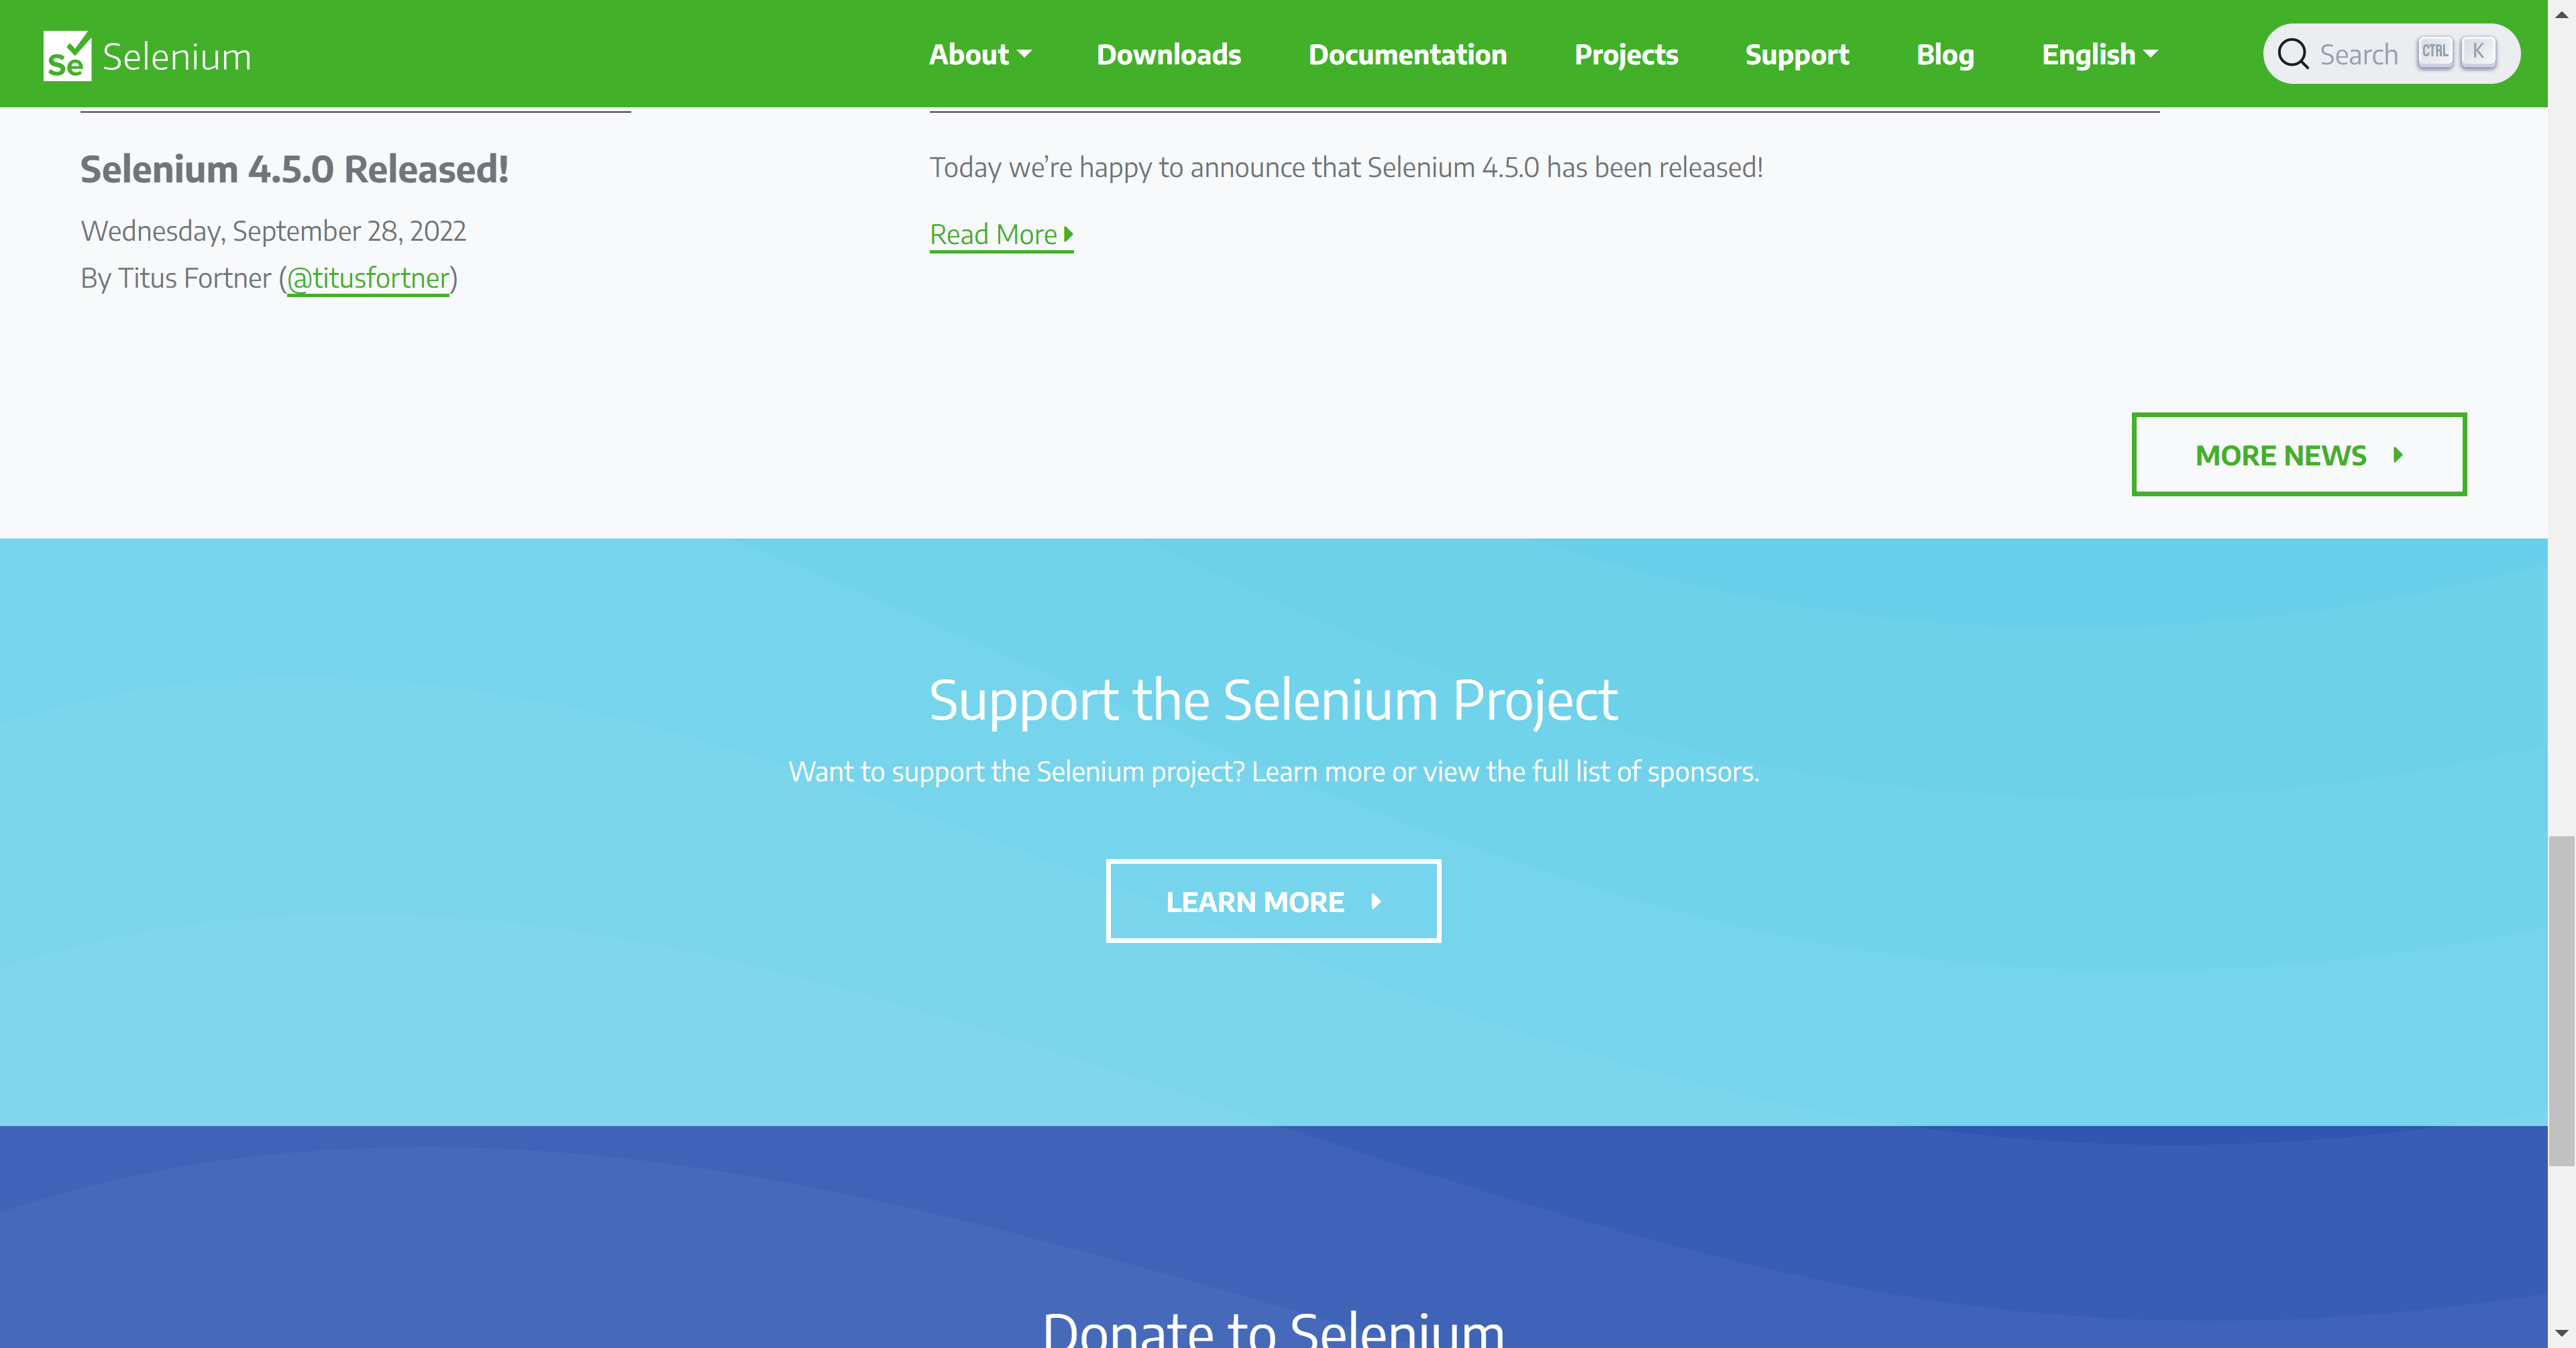 Se Selenium
About
Downloads
Documentation
Projects
Support
Blog
English
Search CTRL K
Selenium 4.5.0 Released!
Wednesday, September 28, 2022
By Titus Fortner (@titusfortner)
Today we’re happy to announce that Selenium 4.5.0 has been released!
Read More
MORE NEWS
Support the Selenium Project
Want to support the Selenium project? Learn more or view the full list of sponsors.
LEARN MORE
Donate to Selenium